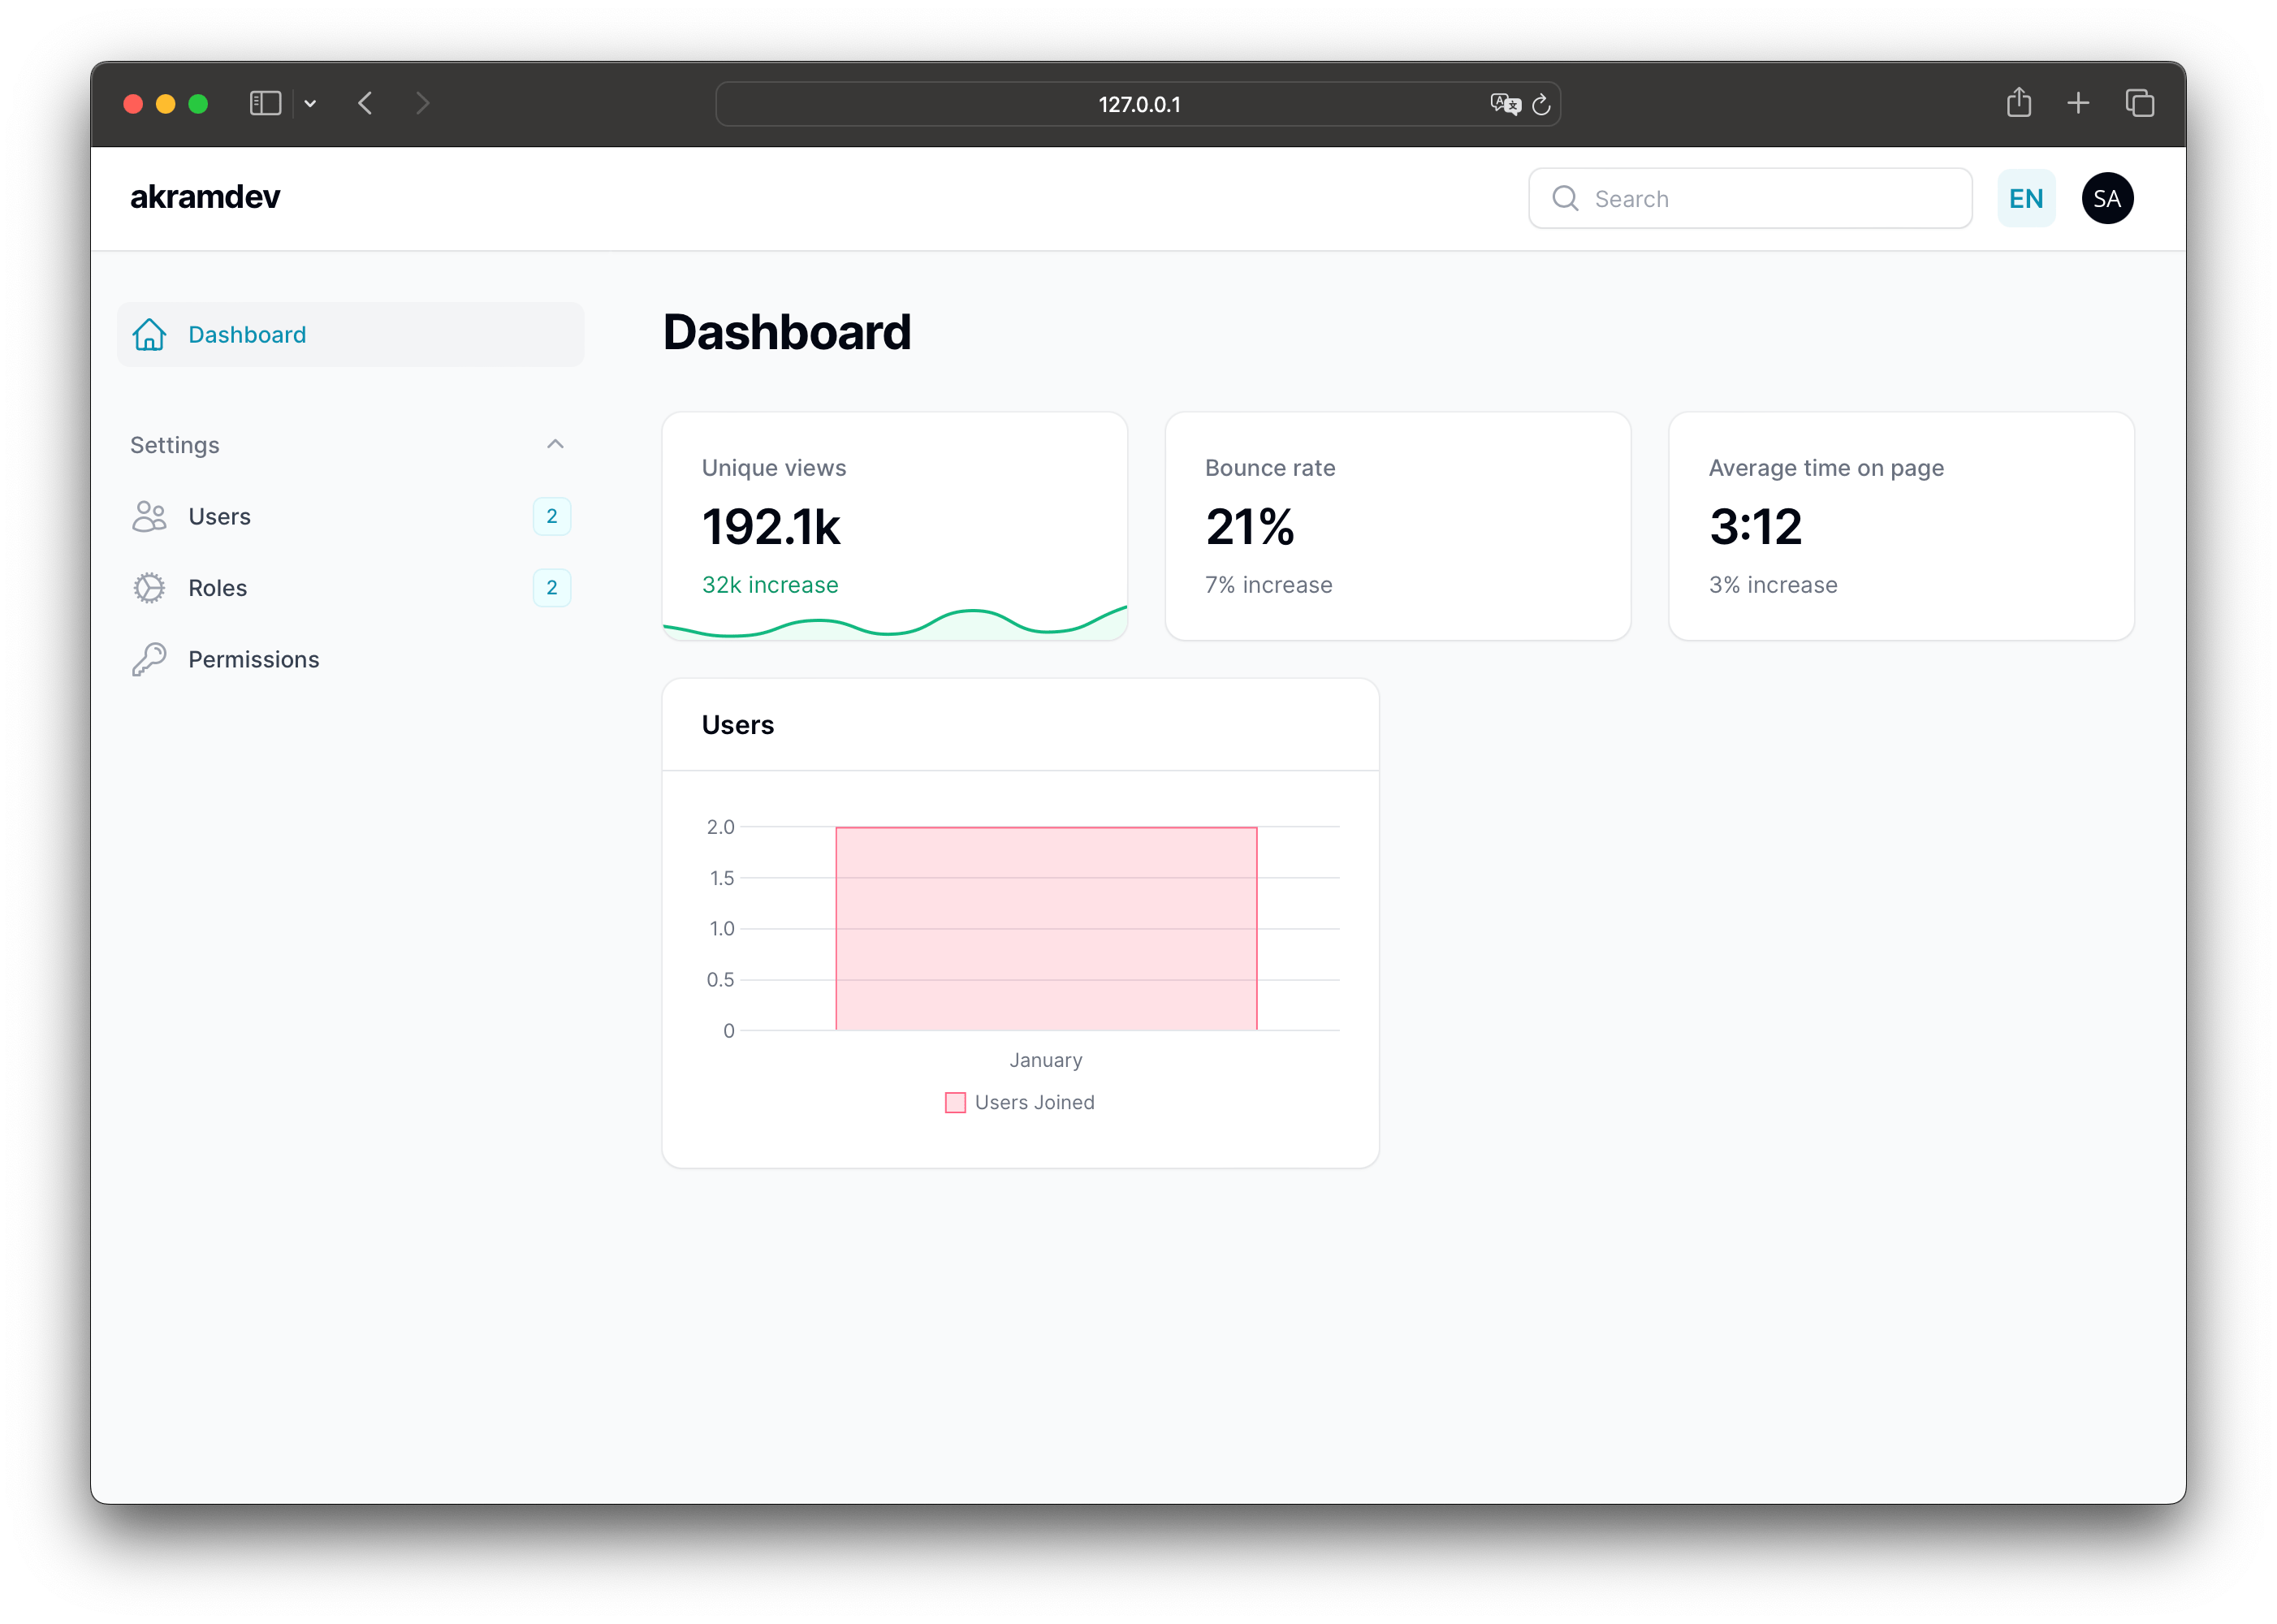 127.0.0.1
akramdev
Search
EN
SA
Dashboard
Settings
Users
2
Roles
2
Permissions
Dashboard
Unique views
192.1k
32k increase
Bounce rate
21%
7% increase
Average time on page
3:12
3% increase
Users
2.0
1.5
1.0
0.5
0
January
Users Joined